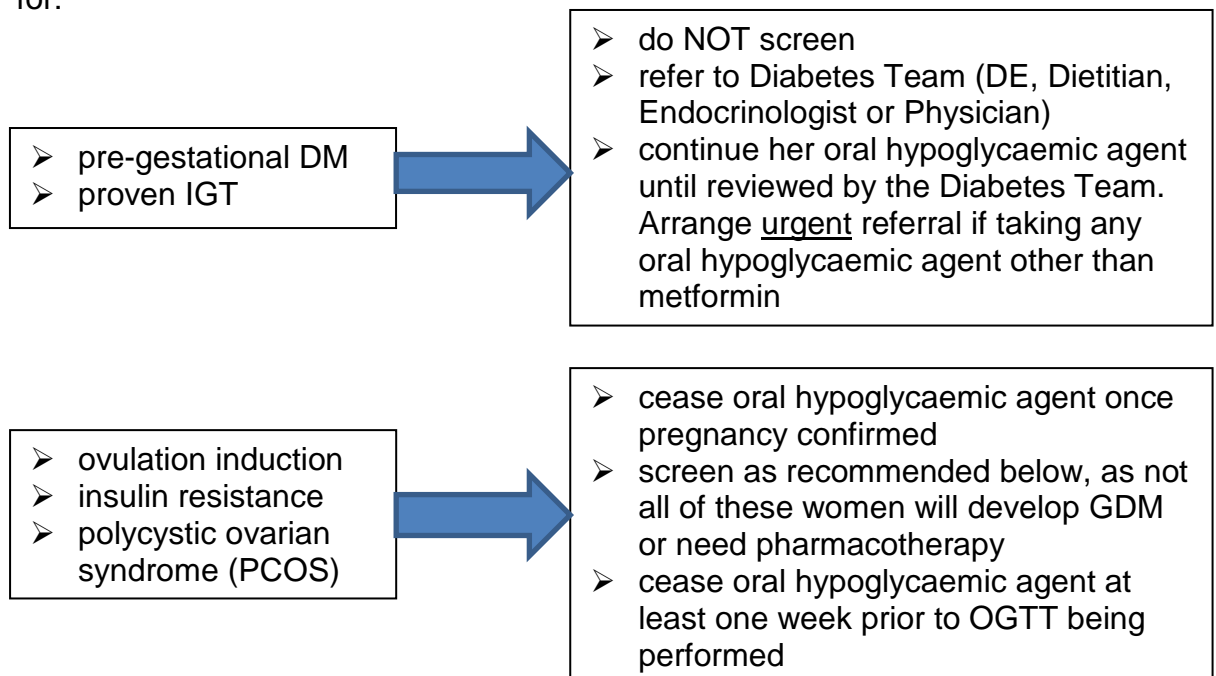 for:
➢ pre-gestational DM
➢ proven IGT
➢ do NOT screen
➢ refer to Diabetes Team (DE, Dietitian,
Endocrinologist or Physician)
➢ continue her oral hypoglycaemic agent
until reviewed by the Diabetes Team.
Arrange urgent referral if taking any
oral hypoglycaemic agent other than
metformin
➢ ovulation induction
➢ insulin resistance
➢ polycystic ovarian
syndrome (PCOS)
➢ cease oral hypoglycaemic agent once
pregnancy confirmed
➢ screen as recommended below, as not
all of these women will develop GDM
or need pharmacotherapy
➢ cease oral hypoglycaemic agent at
least one week prior to OGTT being
performed